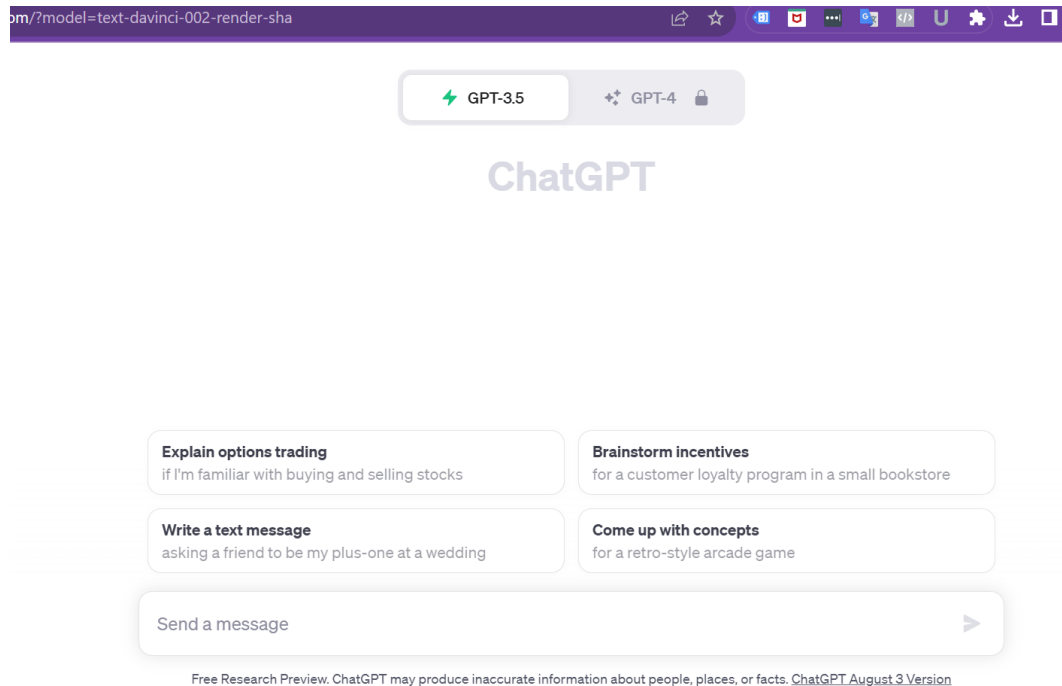 om/?model=text-davinci-002-render-sha
GPT-3.5
GPT-4
ChatGPT
Explain options trading
if I'm familiar with buying and selling stocks
Brainstorm incentives
for a customer loyalty program in a small bookstore
Write a text message
asking a friend to be my plus-one at a wedding
Come up with concepts
for a retro-style arcade game
Send a message
Free Research Preview. ChatGPT may produce inaccurate information about people, places, or facts. ChatGPT August 3 Version